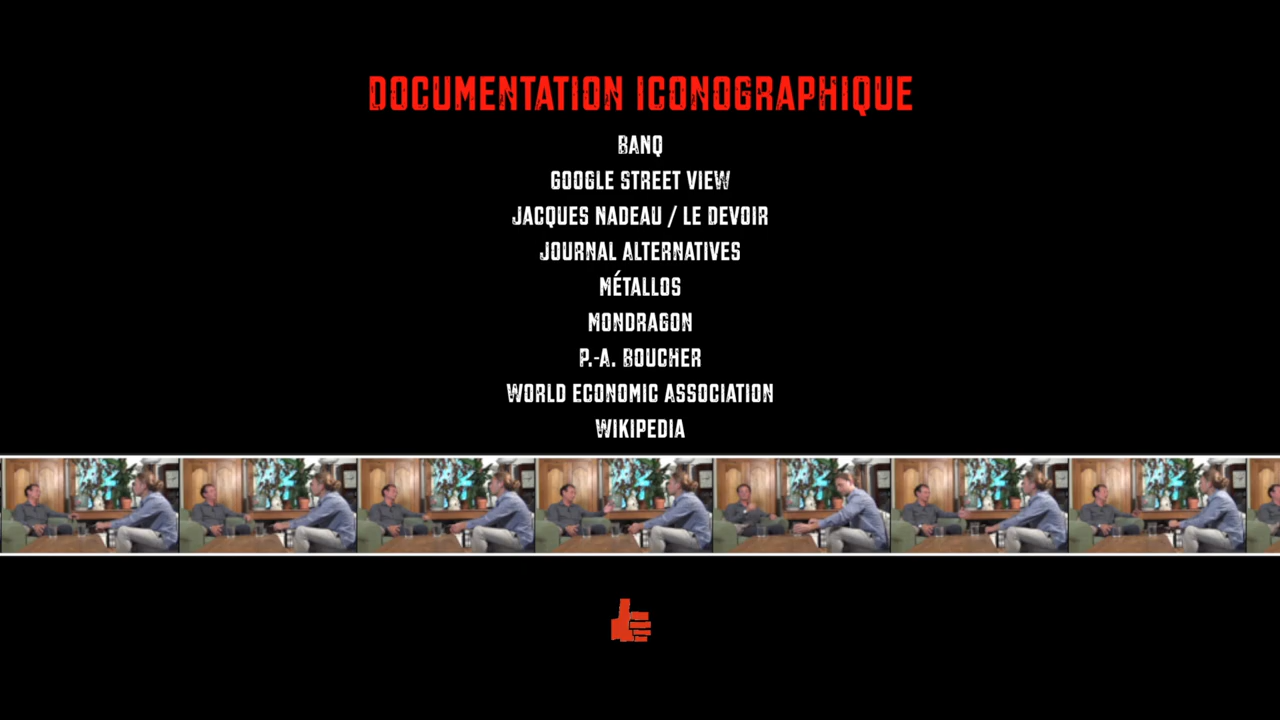 DOCUMENTATION ICONOGRAPHIQUE
BANQ
GOOGLE STREET VIEW
JACQUES NADEAU / LE DEVOIR
JOURNAL ALTERNATIVES
MÉTALLOS
MONDRAGON
P.-A. BOUCHER
WORLD ECONOMIC ASSOCIATION
WIKIPEDIA